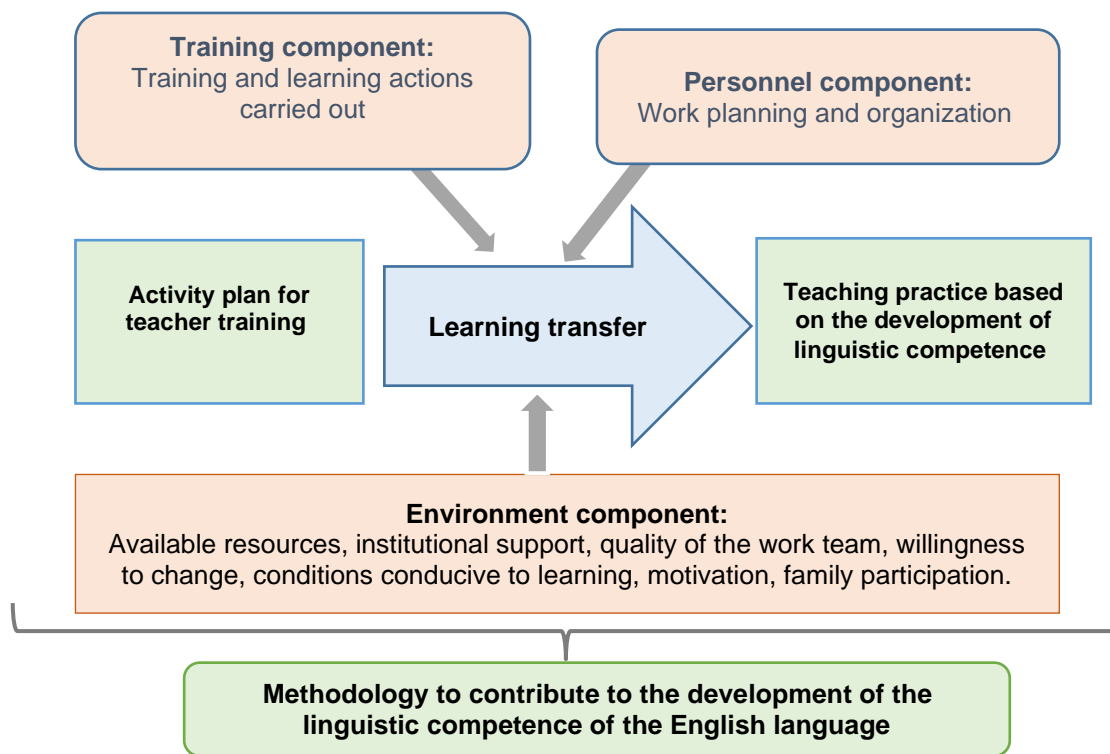 Training component:
Training and learning actions
carried out
Personnel component:
Work planning and organization
Activity plan for
teacher training
Learning transfer
Teaching practice based
on the development of
linguistic competence
Environment component:
Available resources, institutional support, quality of the work team, willingness
to change, conditions conducive to learning, motivation, family participation.
Methodology to contribute to the development of the
linguistic competence of the English language